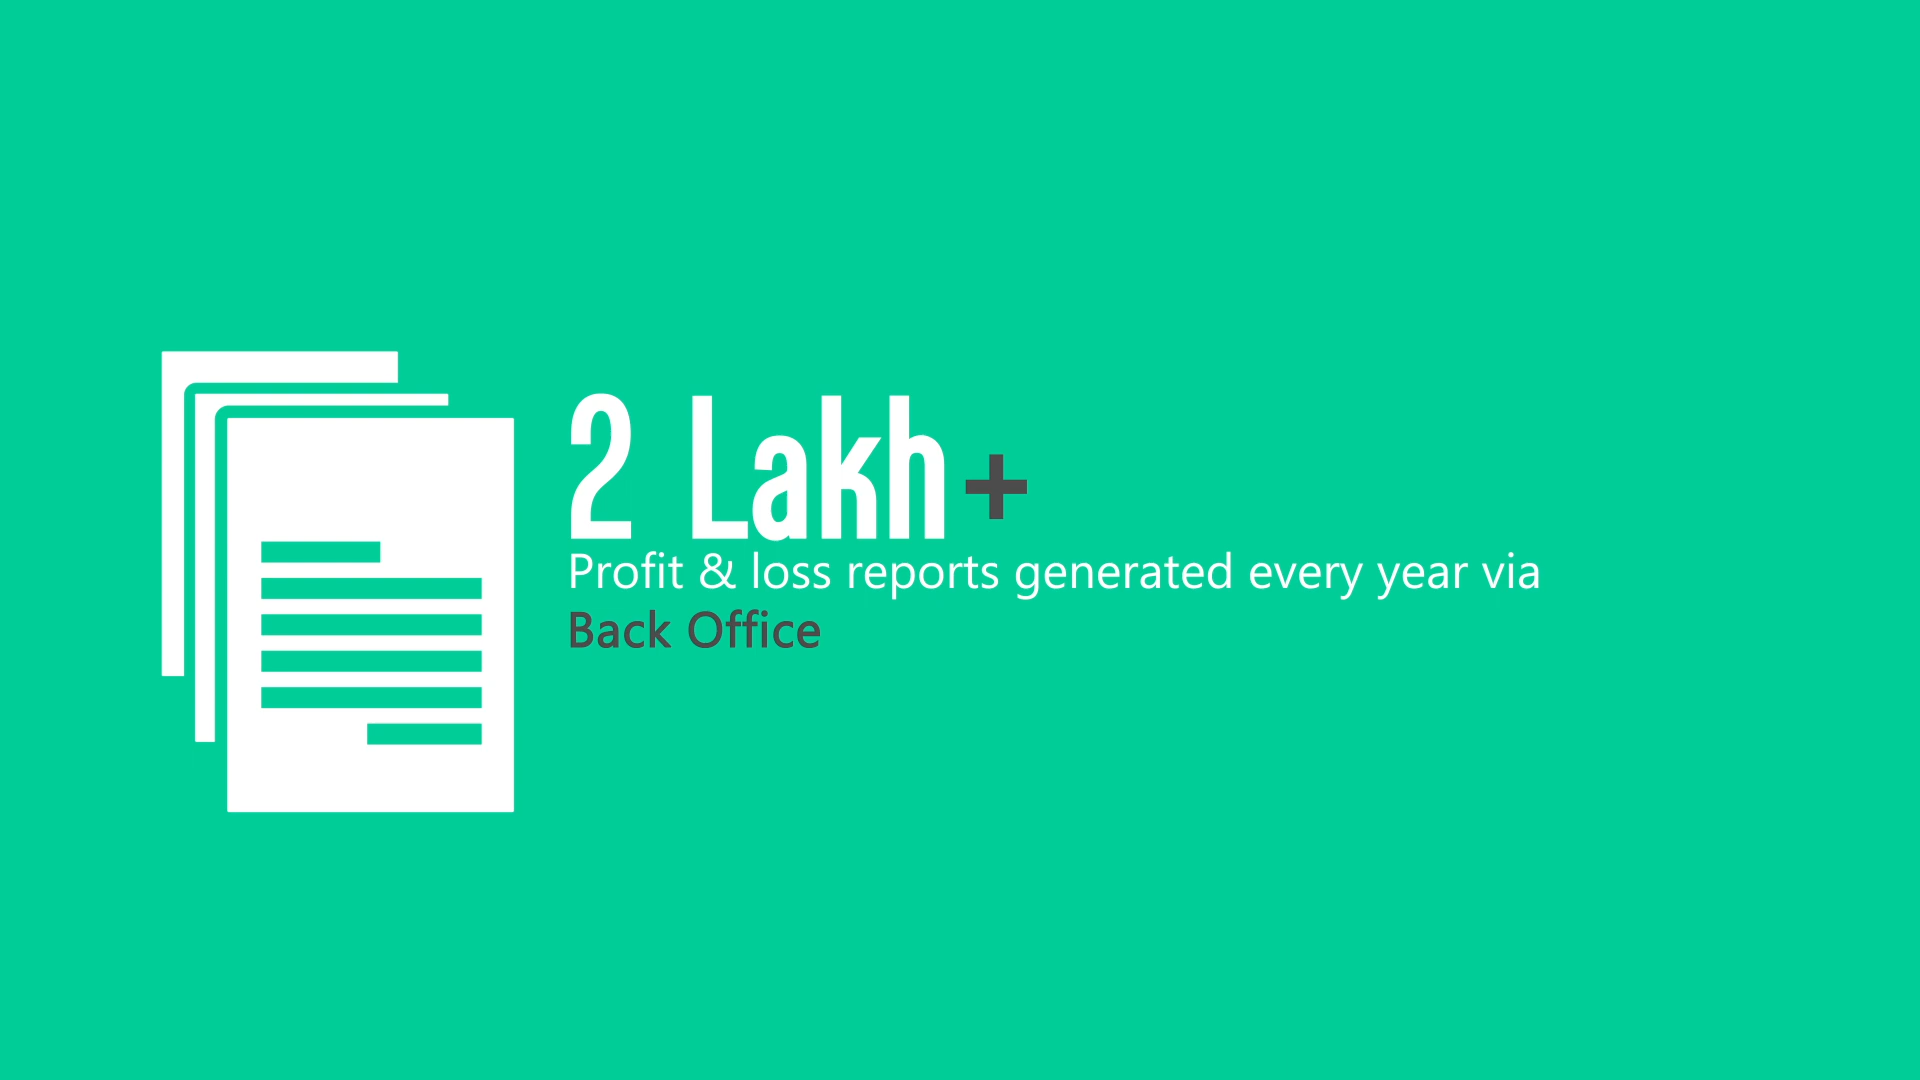 2 Lakh+
Profit & loss reports generated every year via
Back Office